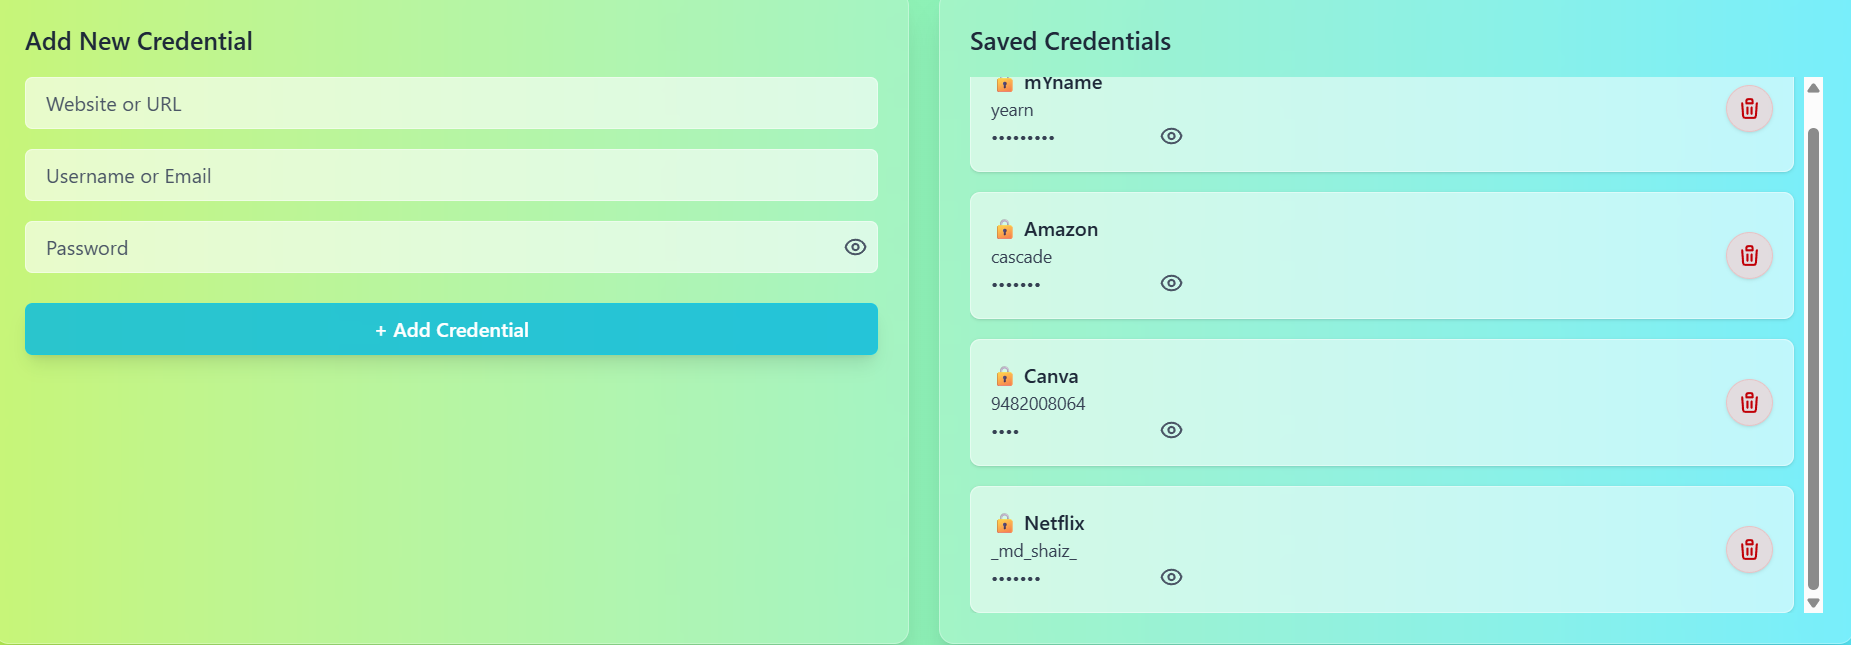 Add New Credential
Website or URL
Username or Email
Password
+ Add Credential
Saved Credentials
mYname
yearn
•••••••••
Amazon
cascade
•••••••
Canva
9482008064
••••
Netflix
_md_shaiz_
•••••••